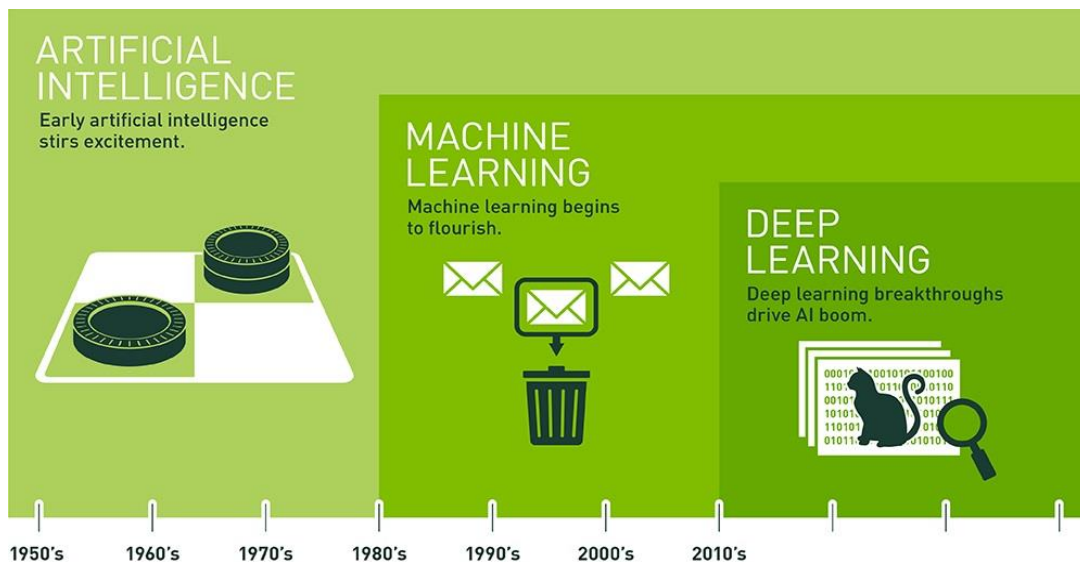 ARTIFICIAL
INTELLIGENCE
Early artificial intelligence
stirs excitement.
MACHINE
LEARNING
Machine learning begins
to flourish.
DEEP
LEARNING
Deep learning breakthroughs
drive AI boom.
1950's 1960's 1970's 1980's 1990's 2000's 2010's